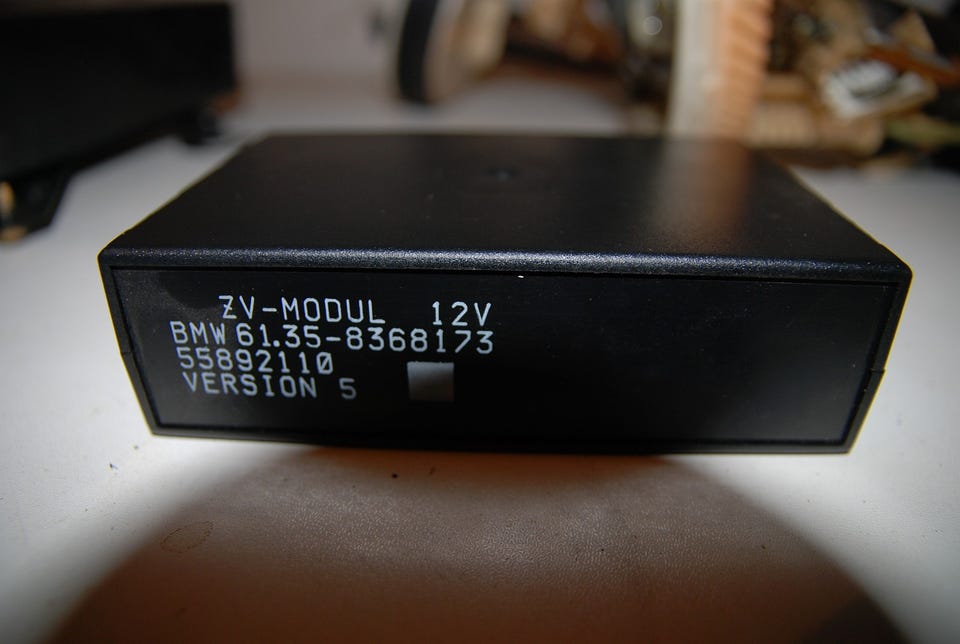 ZV-MODUL 12V
BMW 61.35-8368173
55892110
VERSION 5